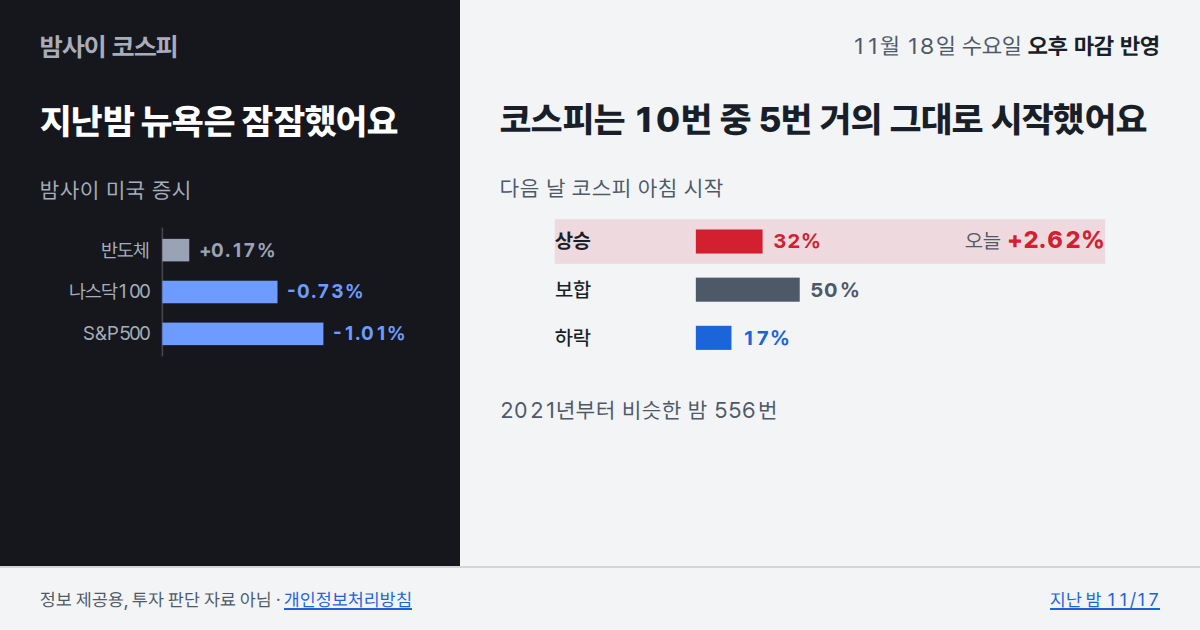 밤사이 코스피
지난밤 뉴욕은 잠잠했어요
밤사이 미국 증시
반도체 +0.17%
나스닥100 -0.73%
S&P500 -1.01%
11월 18일 수요일 오후 마감 반영
코스피는 10번 중 5번 거의 그대로 시작했어요
다음 날 코스피 아침 시작
상승 32% 오늘 +2.62%
보합 50%
하락 17%
2021년부터 비슷한 밤 556번
정보 제공용, 투자 판단 자료 아님 · 개인정보처리방침
지난 밤 11/17